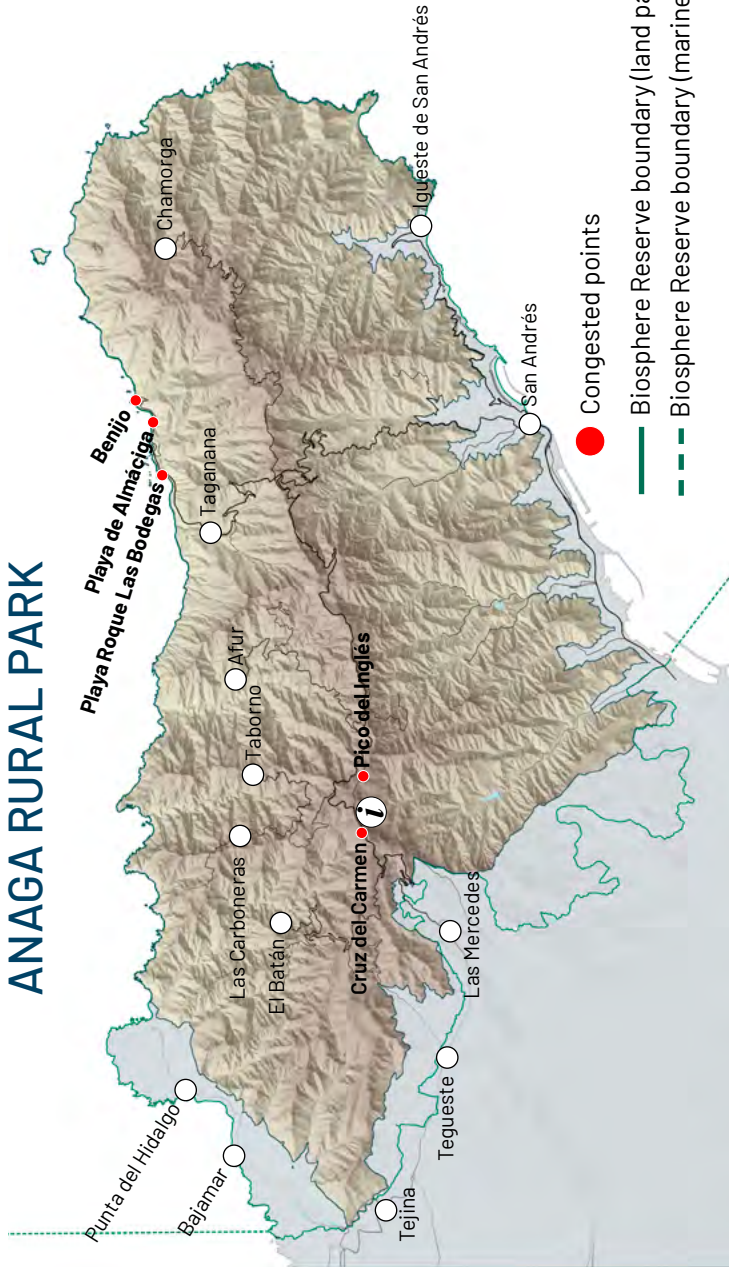 ANAGA RURAL PARK
Benijo
Playa de Almáciga
Playa Roque Las Bodegas
Chamorga
Taganana
Afur
Taborno
Las Carboneras
El Batán
Punta del Hidalgo
Bajamar
Tejina
Tegueste
Las Mercedes
Cruz del Carmen
i
Pico del Inglés
San Andrés
Igueste de San Andrés
Congested points
Biosphere Reserve boundary (land pa
Biosphere Reserve boundary (marine